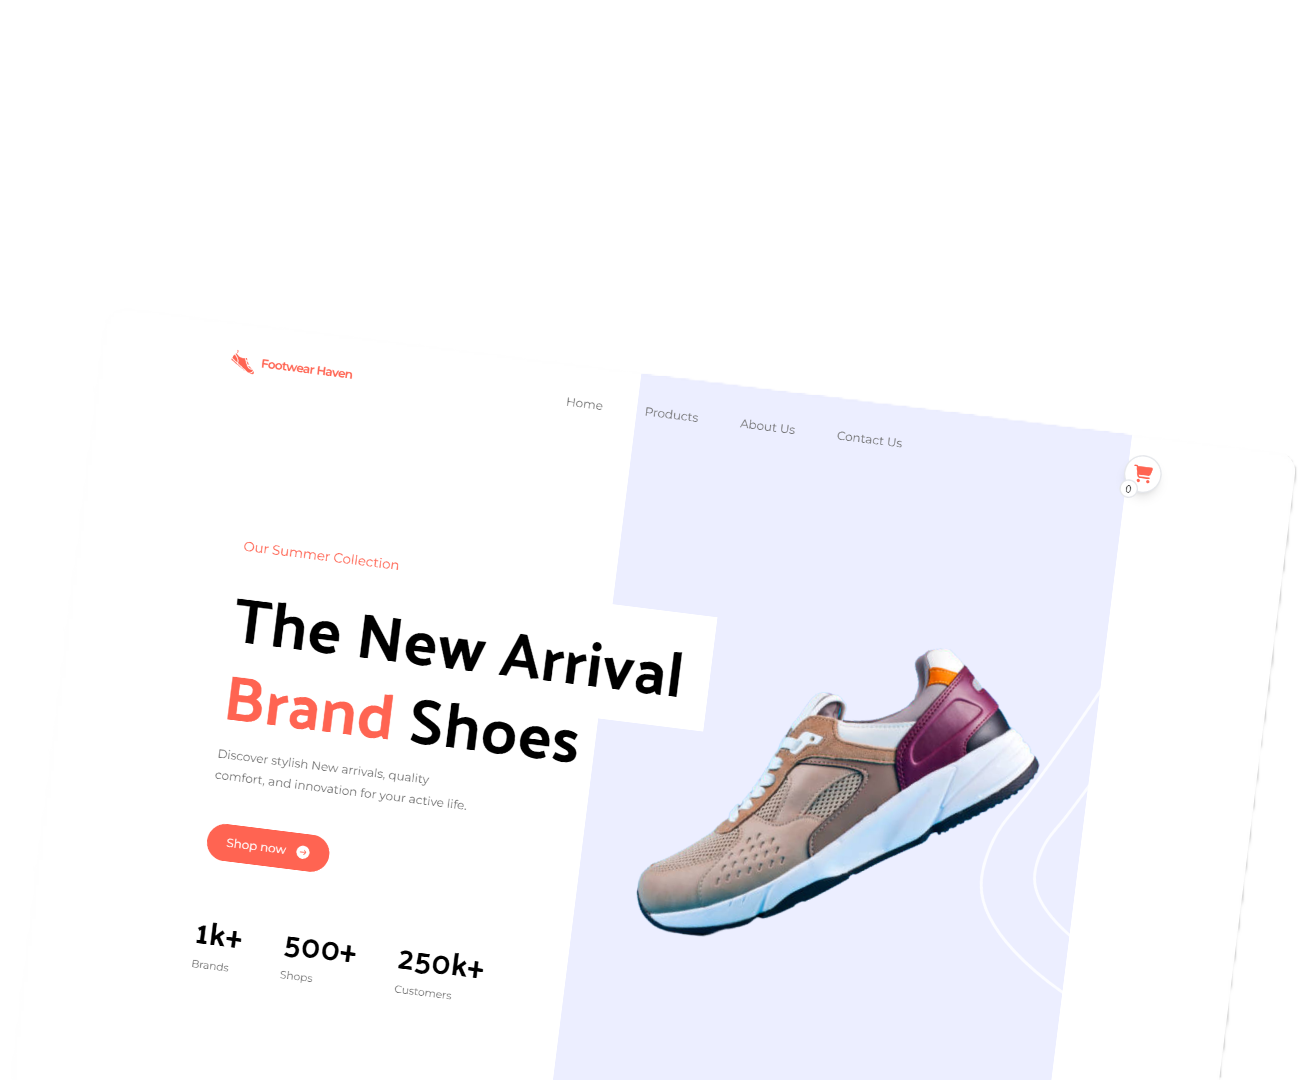 Footwear Haven
Home
Products
About Us
Contact Us
0
Our Summer Collection
The New Arrival
Brand Shoes
Discover stylish New arrivals, quality
comfort, and innovation for your active life.
Shop now
1k+
Brands
500+
Shops
250k+
Customers